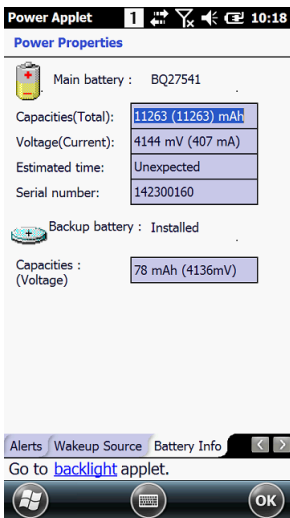 Power Applet 1 10:18
Power Properties
Main battery : BQ27541
Capacities(Total): 11263 (11263) mAh
Voltage(Current): 4144 mV (407 mA)
Estimated time: Unexpected
Serial number: 142300160
Backup battery : Installed
Capacities : 78 mAh (4136mV)
(Voltage)
Alerts Wakeup Source Battery Info
Go to backlight applet.
OK